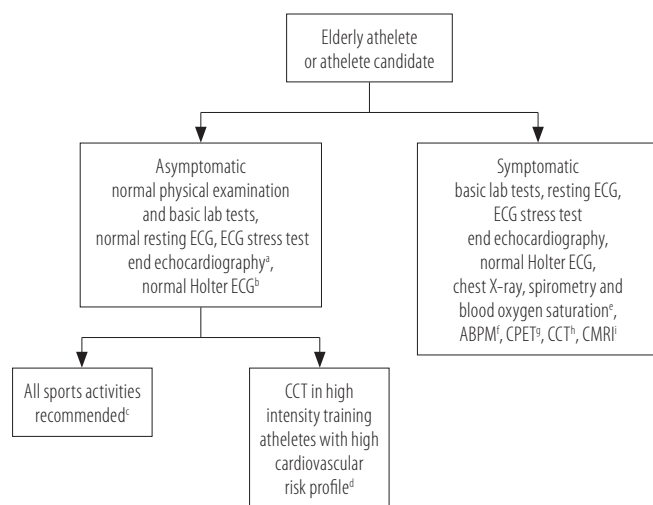 Elderly athelete
or athelete candidate
Asymptomatic
normal physical examination
and basic lab tests,
normal resting ECG, ECG stress test
end echocardiographyᵃ,
normal Holter ECGᵇ
Symptomatic
basic lab tests, resting ECG,
ECG stress test
end echocardiography,
normal Holter ECG,
chest X-ray, spirometry and
blood oxygen saturationᵉ,
ABPMᶠ, CPETᵍ, CCTʰ, CMRIⁱ
All sports activities
recommendedᶜ
CCT in high
intensity training
atheletes with high
cardiovascular
risk profileᵈ